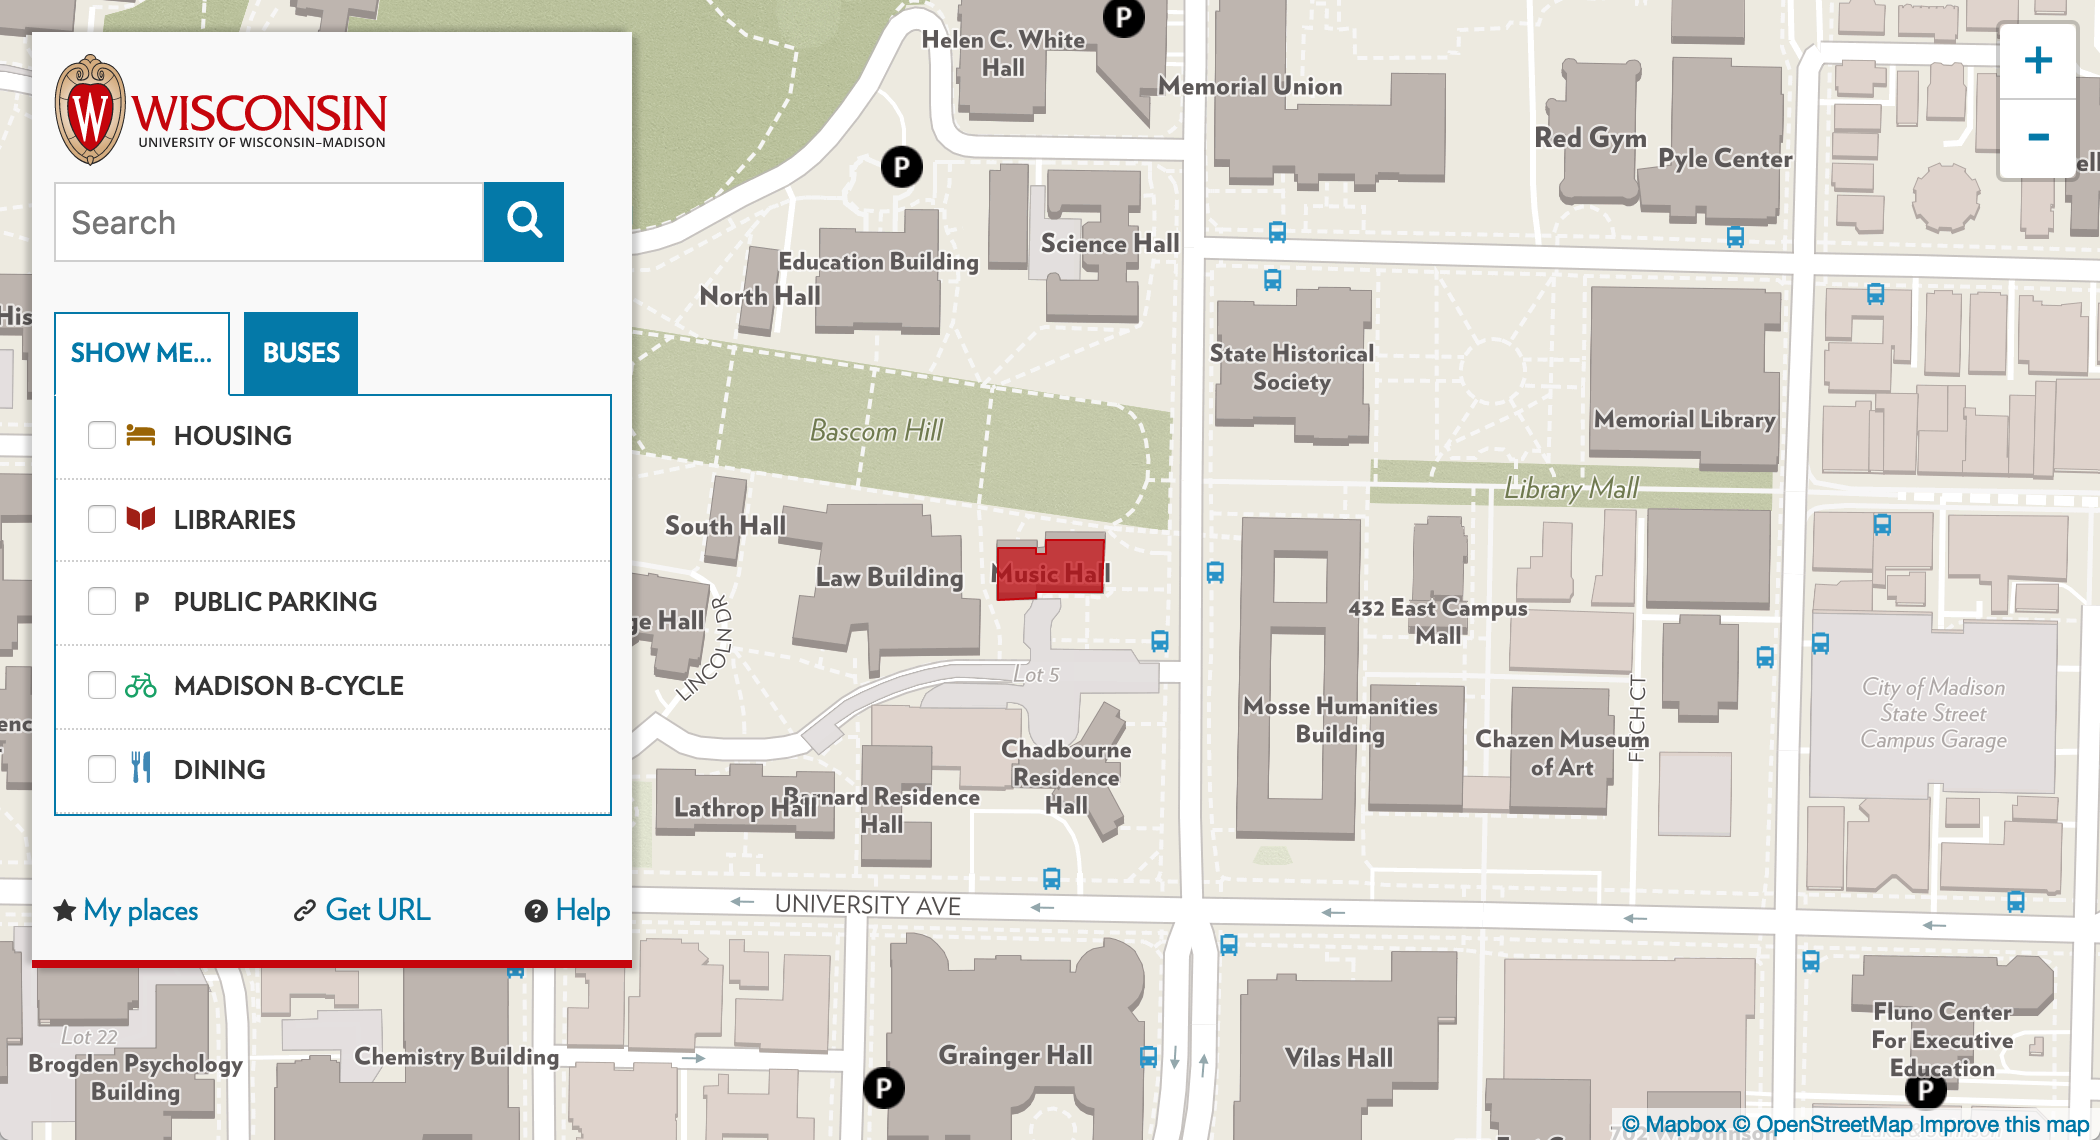 W
WISCONSIN
UNIVERSITY OF WISCONSIN–MADISON
Search
SHOW ME...
BUSES
HOUSING
LIBRARIES
P PUBLIC PARKING
MADISON B-CYCLE
DINING
My places
Get URL
? Help
+
-
P
Helen C. White
Hall
Memorial Union
Red Gym
Pyle Center
P
Science Hall
Education Building
North Hall
State Historical
Society
Memorial Library
Bascom Hill
Library Mall
South Hall
Law Building
Music Hall
432 East Campus
Mall
LINCOLN DR
Lot 5
Mosse Humanities
Building
Chazen Museum
of Art
City of Madison
State Street
Campus Garage
Chadbourne
Residence
Hall
Lathrop Hall
Barnard Residence
Hall
UNIVERSITY AVE
Lot 22
Brogden Psychology
Building
Chemistry Building
Grainger Hall
P
Vilas Hall
Fluno Center
For Executive
Education
P
© Mapbox © OpenStreetMap Improve this map